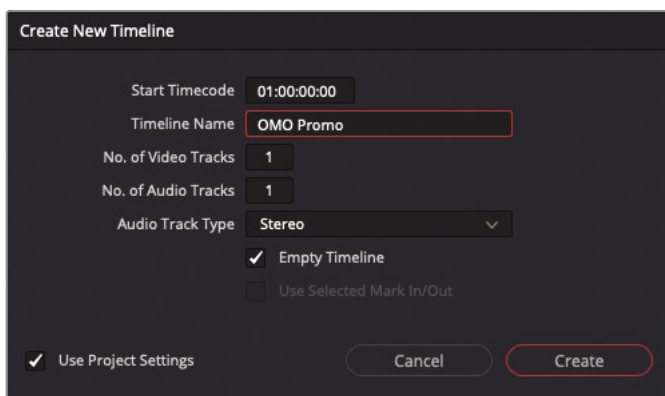 Create New Timeline
Start Timecode 01:00:00:00
Timeline Name OMO Promo
No. of Video Tracks 1
No. of Audio Tracks 1
Audio Track Type Stereo
Empty Timeline
Use Selected Mark In/Out
Use Project Settings Cancel Create